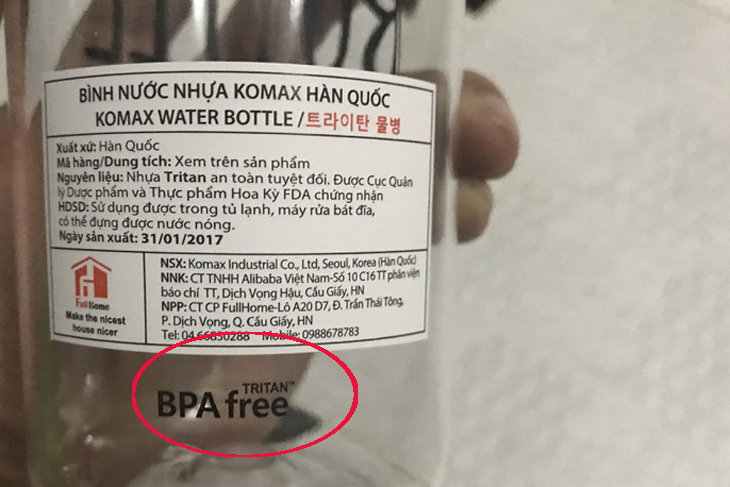 BÌNH NƯỚC NHỰA KOMAX HÀN QUỐC
KOMAX WATER BOTTLE /트라이탄 물병
Xuất xứ: Hàn Quốc
Mã hàng/Dung tích: Xem trên sản phẩm
Nguyên liệu: Nhựa Tritan an toàn tuyệt đối. Được Cục Quản
lý Dược phẩm và Thực phẩm Hoa Kỳ FDA chứng nhận
HDSD: Sử dụng được trong tủ lạnh, máy rửa bát đĩa,
có thể đựng được nước nóng.
Ngày sản xuất: 31/01/2017
FullHome
Make the nicest
house nicer
NSX: Komax Industrial Co., Ltd, Seoul, Korea (Hàn Quốc)
NNK: CT TNHH Alibaba Việt Nam-Số 10 C16 TT phân viện
báo chí TT, Dịch Vọng Hậu, Cầu Giấy, HN
NPP: CT CP FullHome-Lô A20 D7, Đ. Trần Thái Tông,
P. Dịch Vọng, Q. Cầu Giấy, HN
Tel: 04.66830288 Mobile: 0988678783
TRITAN™
BPA free